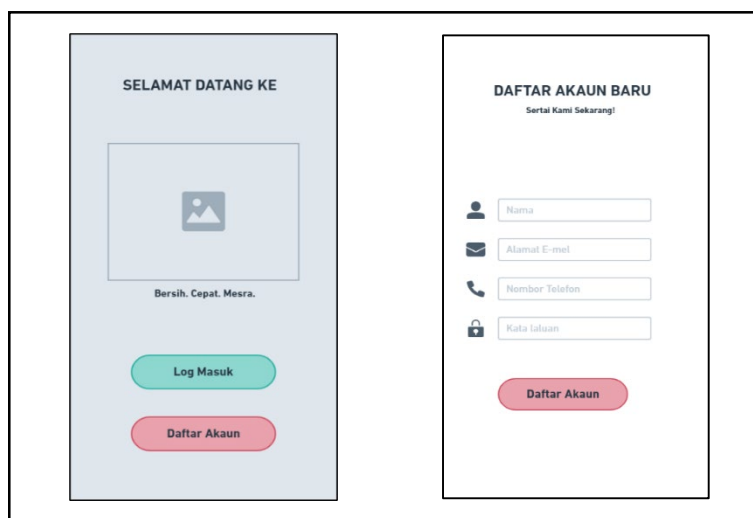 SELAMAT DATANG KE
Bersih. Cepat. Mesra.
Log Masuk
Daftar Akaun
DAFTAR AKAUN BARU
Sertai Kami Sekarang!
Nama
Alamat E-mel
Nombor Telefon
Kata laluan
Daftar Akaun